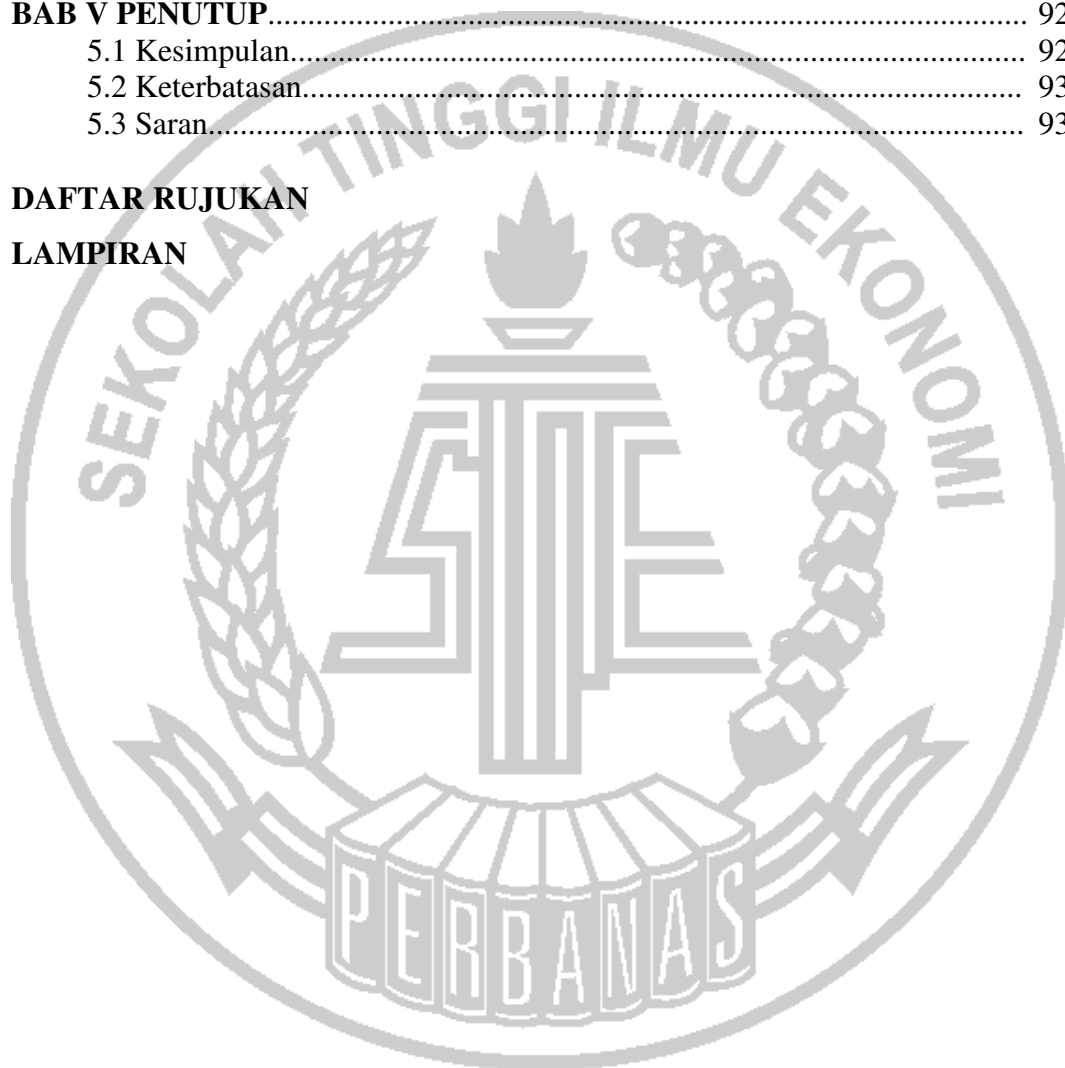 BAB V PENUTUP.......................................................................................................... 92
5.1 Kesimpulan....................................................................................................... 92
5.2 Keterbatasan..................................................................................................... 93
5.3 Saran................................................................................................................. 93
DAFTAR RUJUKAN
LAMPIRAN
SEKOLAH TINGGI ILMU EKONOMI
STIE
PERBANAS